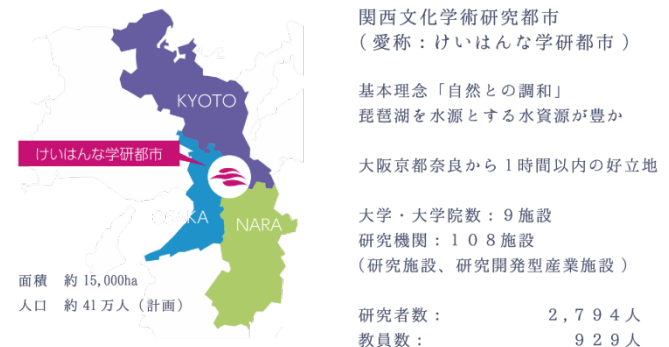 KYOTO
けいはんな学研都市
OSAKA
NARA
面積 約 15,000ha
人口 約 41 万人（計画）
関西文化学術研究都市
( 愛称：けいはんな学研都市 )
基本理念「自然との調和」
琵琶湖を水源とする水資源が豊か
大阪京都奈良から 1 時間以内の好立地
大学・大学院数：９施設
研究機関：１０８施設
(研究施設、研究開発型産業施設 )
研究者数： ２,７９４人
教員数： ９２９人